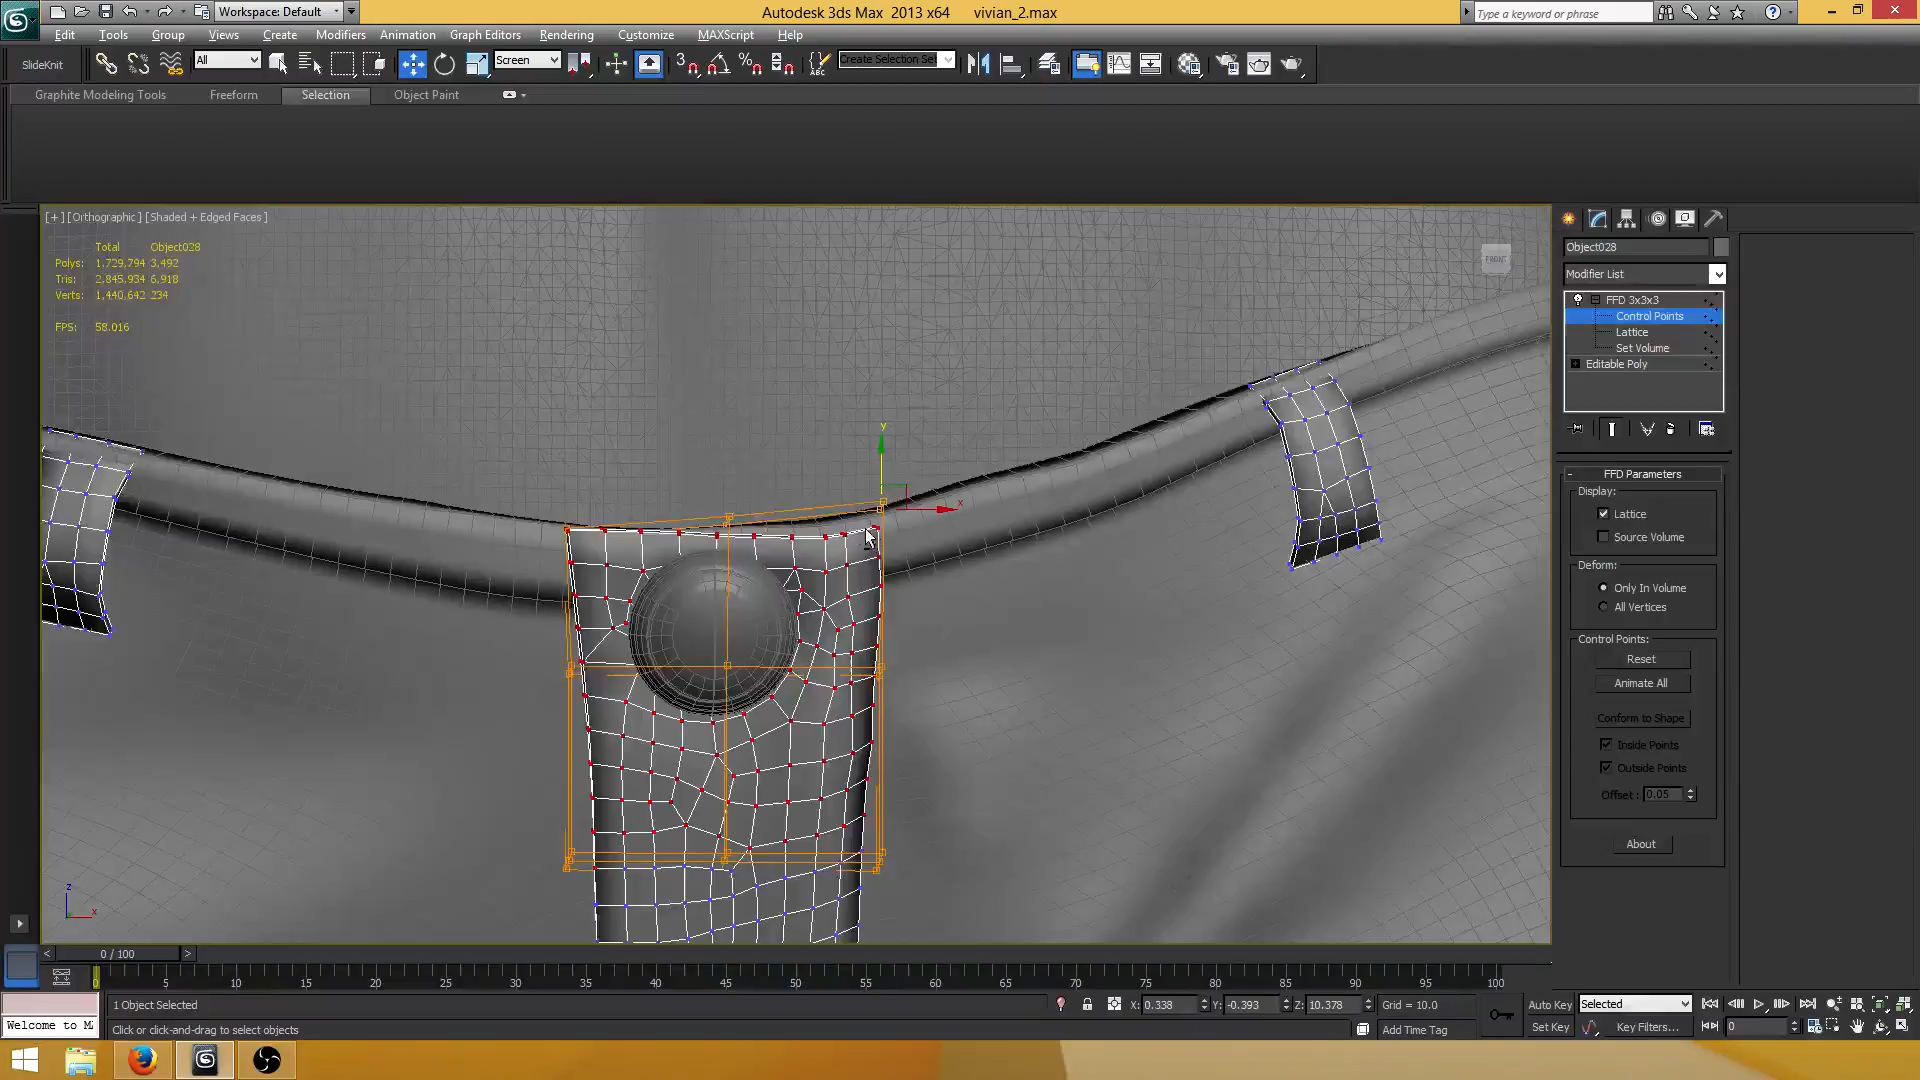 Workspace: Default
Autodesk 3ds Max 2013 x64 vivian_2.max
Type a keyword or phrase
Edit Tools Group Views Create Modifiers Animation Graph Editors Rendering Customize MAXScript Help
SlideKnit
All
Screen
3
ABC
Create Selection Set
Graphite Modeling Tools Freeform Selection Object Paint
[+] [Orthographic] [Shaded + Edged Faces]
Total Object028
Polys: 1,729,794 3,492
Tris: 2,845,934 6,918
Verts: 1,440,642 234
FPS: 58.016
FRONT
y
x
z
x
Object028
Modifier List
FFD 3x3x3
Control Points
Lattice
Set Volume
Editable Poly
FFD Parameters
Display:
Lattice
Source Volume
Deform:
Only In Volume
All Vertices
Control Points:
Reset
Animate All
Conform to Shape
Inside Points
Outside Points
Offset : 0.05
About
0 / 100
0 5 10 15 20 25 30 35 40 45 50 55 60 65 70 75 80 85 90 95 100
1 Object Selected
X: 0.338 Y: -0.393 Z: 10.378 Grid = 10.0
Auto Key Selected
Welcome to M
Click or click-and-drag to select objects
Add Time Tag
Set Key Key Filters... 0